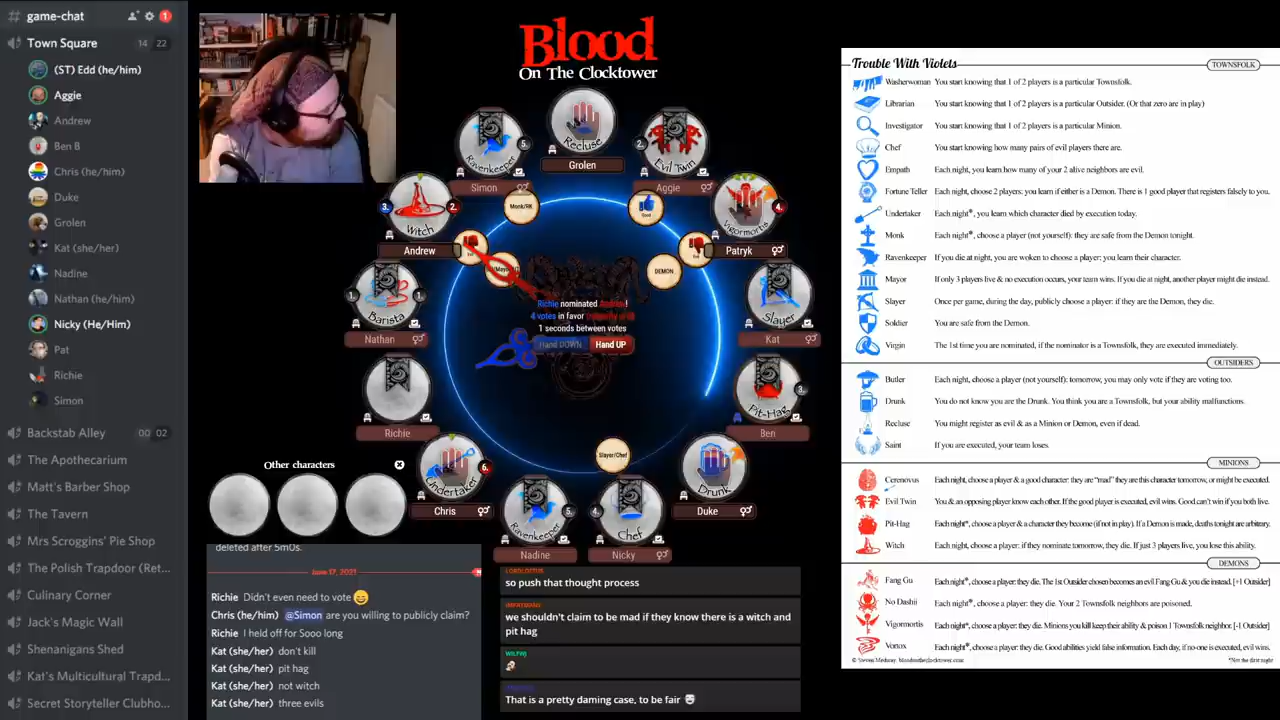 game-chat
1
Town Square
14 22
(ST) Edd (he/him)
Aggie
Andrew
Ben B
Chris (he/him)
Duke
Grolen
Kat (she/her)
Nadine
Nathan (he/him)
Nicky (He/Him)
Pat
Richie
Simon
Backstab Alley
00 02
The Apothecarium
Matt's Barber Shop
The Tavern
Mrs Scroggins' Pie Shop
The Polish Trapdoor (Ret...
Culinary Corner
Jack's Magic Wall
Shenanigans Shed
Kat's Multicultural Trapd...
Secret Storyteller Clubho...
Blood
On The Clocktower
Ravenkeeper
5.
Simon
Recluse
Grolen
2.
Evil Twin
Aggie
Vigormortis
4.
Patryk
Slayer
Kat
Pit-Hag
3.
Ben
Drunk
Duke
Chef
4.
Nicky
Ravenkeeper
5.
Nadine
Undertaker
6.
Chris
Richie
Barista
1.
1.
Nathan
3.
Witch
2.
Andrew
Monk/RK
Good
DEMON
Slayer/Chef
Richie nominated Andrew!
4 votes in favor
1 seconds between votes
Hand DOWN
Hand UP
Other characters
deleted after 5m0s.
June 17, 2021
Richie Didn't even need to vote
Chris (he/him) @Simon are you willing to publicly claim?
Richie I held off for Sooo long
Kat (she/her) don't kill
Kat (she/her) pit hag
Kat (she/her) not witch
Kat (she/her) three evils
so push that thought process
we shouldn't claim to be mad if they know there is a witch and
pit hag
That is a pretty daming case, to be fair
Trouble With Violets
TOWNSFOLK
Washerwoman You start knowing that 1 of 2 players is a particular Townsfolk.
Librarian You start knowing that 1 of 2 players is a particular Outsider. (Or that zero are in play)
Investigator You start knowing that 1 of 2 players is a particular Minion.
Chef You start knowing how many pairs of evil players there are.
Empath Each night, you learn how many of your 2 alive neighbors are evil.
Fortune Teller Each night, choose 2 players: you learn if either is a Demon. There is 1 good player that registers falsely to you.
Undertaker Each night*, you learn which character died by execution today.
Monk Each night*, choose a player (not yourself): they are safe from the Demon tonight.
Ravenkeeper If you die at night, you are woken to choose a player: you learn their character.
Mayor If only 3 players live & no execution occurs, your team wins. If you die at night, another player might die instead.
Slayer Once per game, during the day, publicly choose a player: if they are the Demon, they die.
Soldier You are safe from the Demon.
Virgin The 1st time you are nominated, if the nominator is a Townsfolk, they are executed immediately.
OUTSIDERS
Butler Each night, choose a player (not yourself): tomorrow, you may only vote if they are voting too.
Drunk You do not know you are the Drunk. You think you are a Townsfolk, but your ability malfunctions.
Recluse You might register as evil & as a Minion or Demon, even if dead.
Saint If you are executed, your team loses.
MINIONS
Cerenovus Each night, choose a player & a good character: they are "mad" they are this character tomorrow, or might be executed.
Evil Twin You & an opposing player know each other. If the good player is executed, evil wins. Good can't win if you both live.
Pit-Hag Each night*, choose a player & a character they become (if not in play). If a Demon is made, deaths tonight are arbitrary.
Witch Each night, choose a player: if they nominate tomorrow, they die. If just 3 players live, you lose this ability.
DEMONS
Fang Gu Each night*, choose a player: they die. The 1st Outsider chosen becomes an evil Fang Gu & you die instead. [+1 Outsider]
No Dashii Each night*, choose a player: they die. Your 2 Townsfolk neighbors are poisoned.
Vigormortis Each night*, choose a player: they die. Minions you kill keep their ability & poison 1 Townsfolk neighbor. [-1 Outsider]
Vortox Each night*, choose a player: they die. Good abilities yield false information. Each day, if no-one is executed, evil wins.
© Steven Medway, bloodontheclocktower.com
*Not the first night